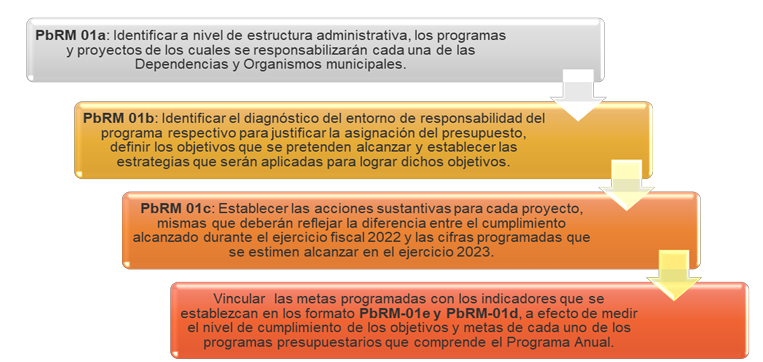 PbRM 01a: Identificar a nivel de estructura administrativa, los programas
y proyectos de los cuales se responsabilizarán cada una de las
Dependencias y Organismos municipales.
PbRM 01b: Identificar el diagnóstico del entorno de responsabilidad del
programa respectivo para justificar la asignación del presupuesto,
definir los objetivos que se pretenden alcanzar y establecer las
estrategias que serán aplicadas para lograr dichos objetivos.
PbRM 01c: Establecer las acciones sustantivas para cada proyecto,
mismas que deberán reflejar la diferencia entre el cumplimiento
alcanzado durante el ejercicio fiscal 2022 y las cifras programadas que
se estimen alcanzar en el ejercicio 2023.
Vincular las metas programadas con los indicadores que se
establezcan en los formato PbRM-01e y PbRM-01d, a efecto de medir
el nivel de cumplimiento de los objetivos y metas de cada uno de los
programas presupuestarios que comprende el Programa Anual.